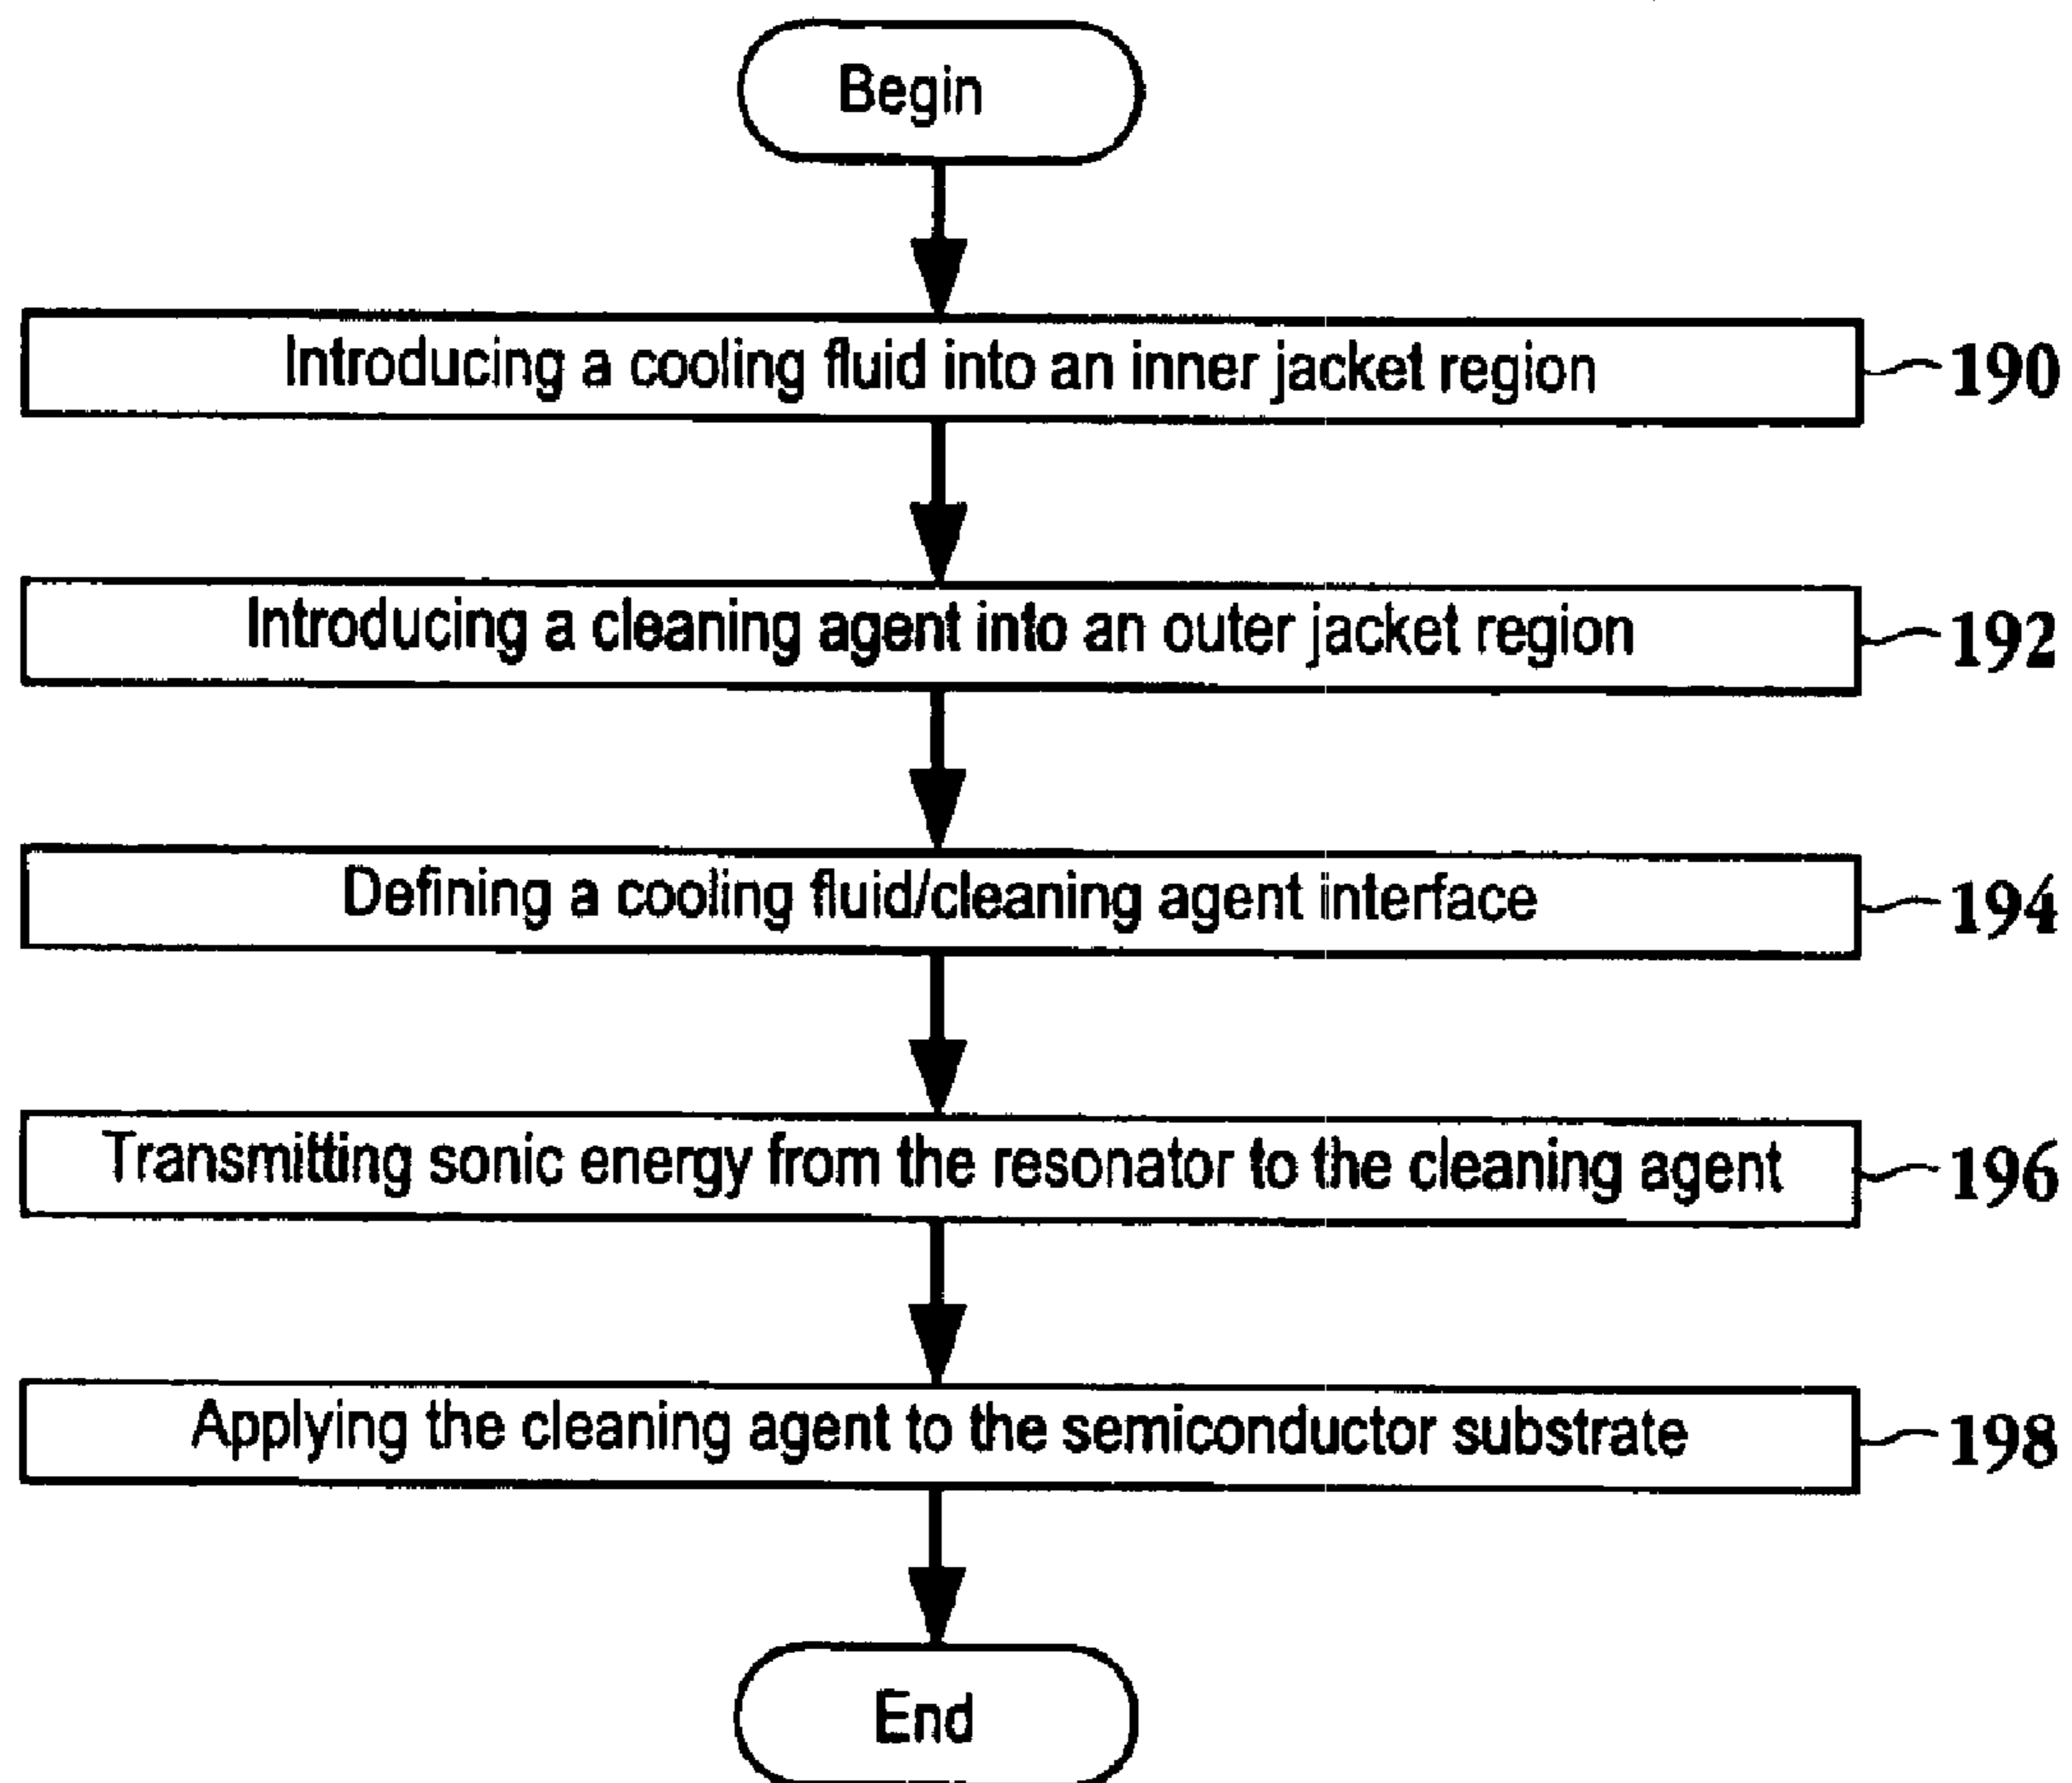 Begin
Introducing a cooling fluid into an inner jacket region
190
Introducing a cleaning agent into an outer jacket region
192
Defining a cooling fluid/cleaning agent interface
194
Transmitting sonic energy from the resonator to the cleaning agent
196
Applying the cleaning agent to the semiconductor substrate
198
End